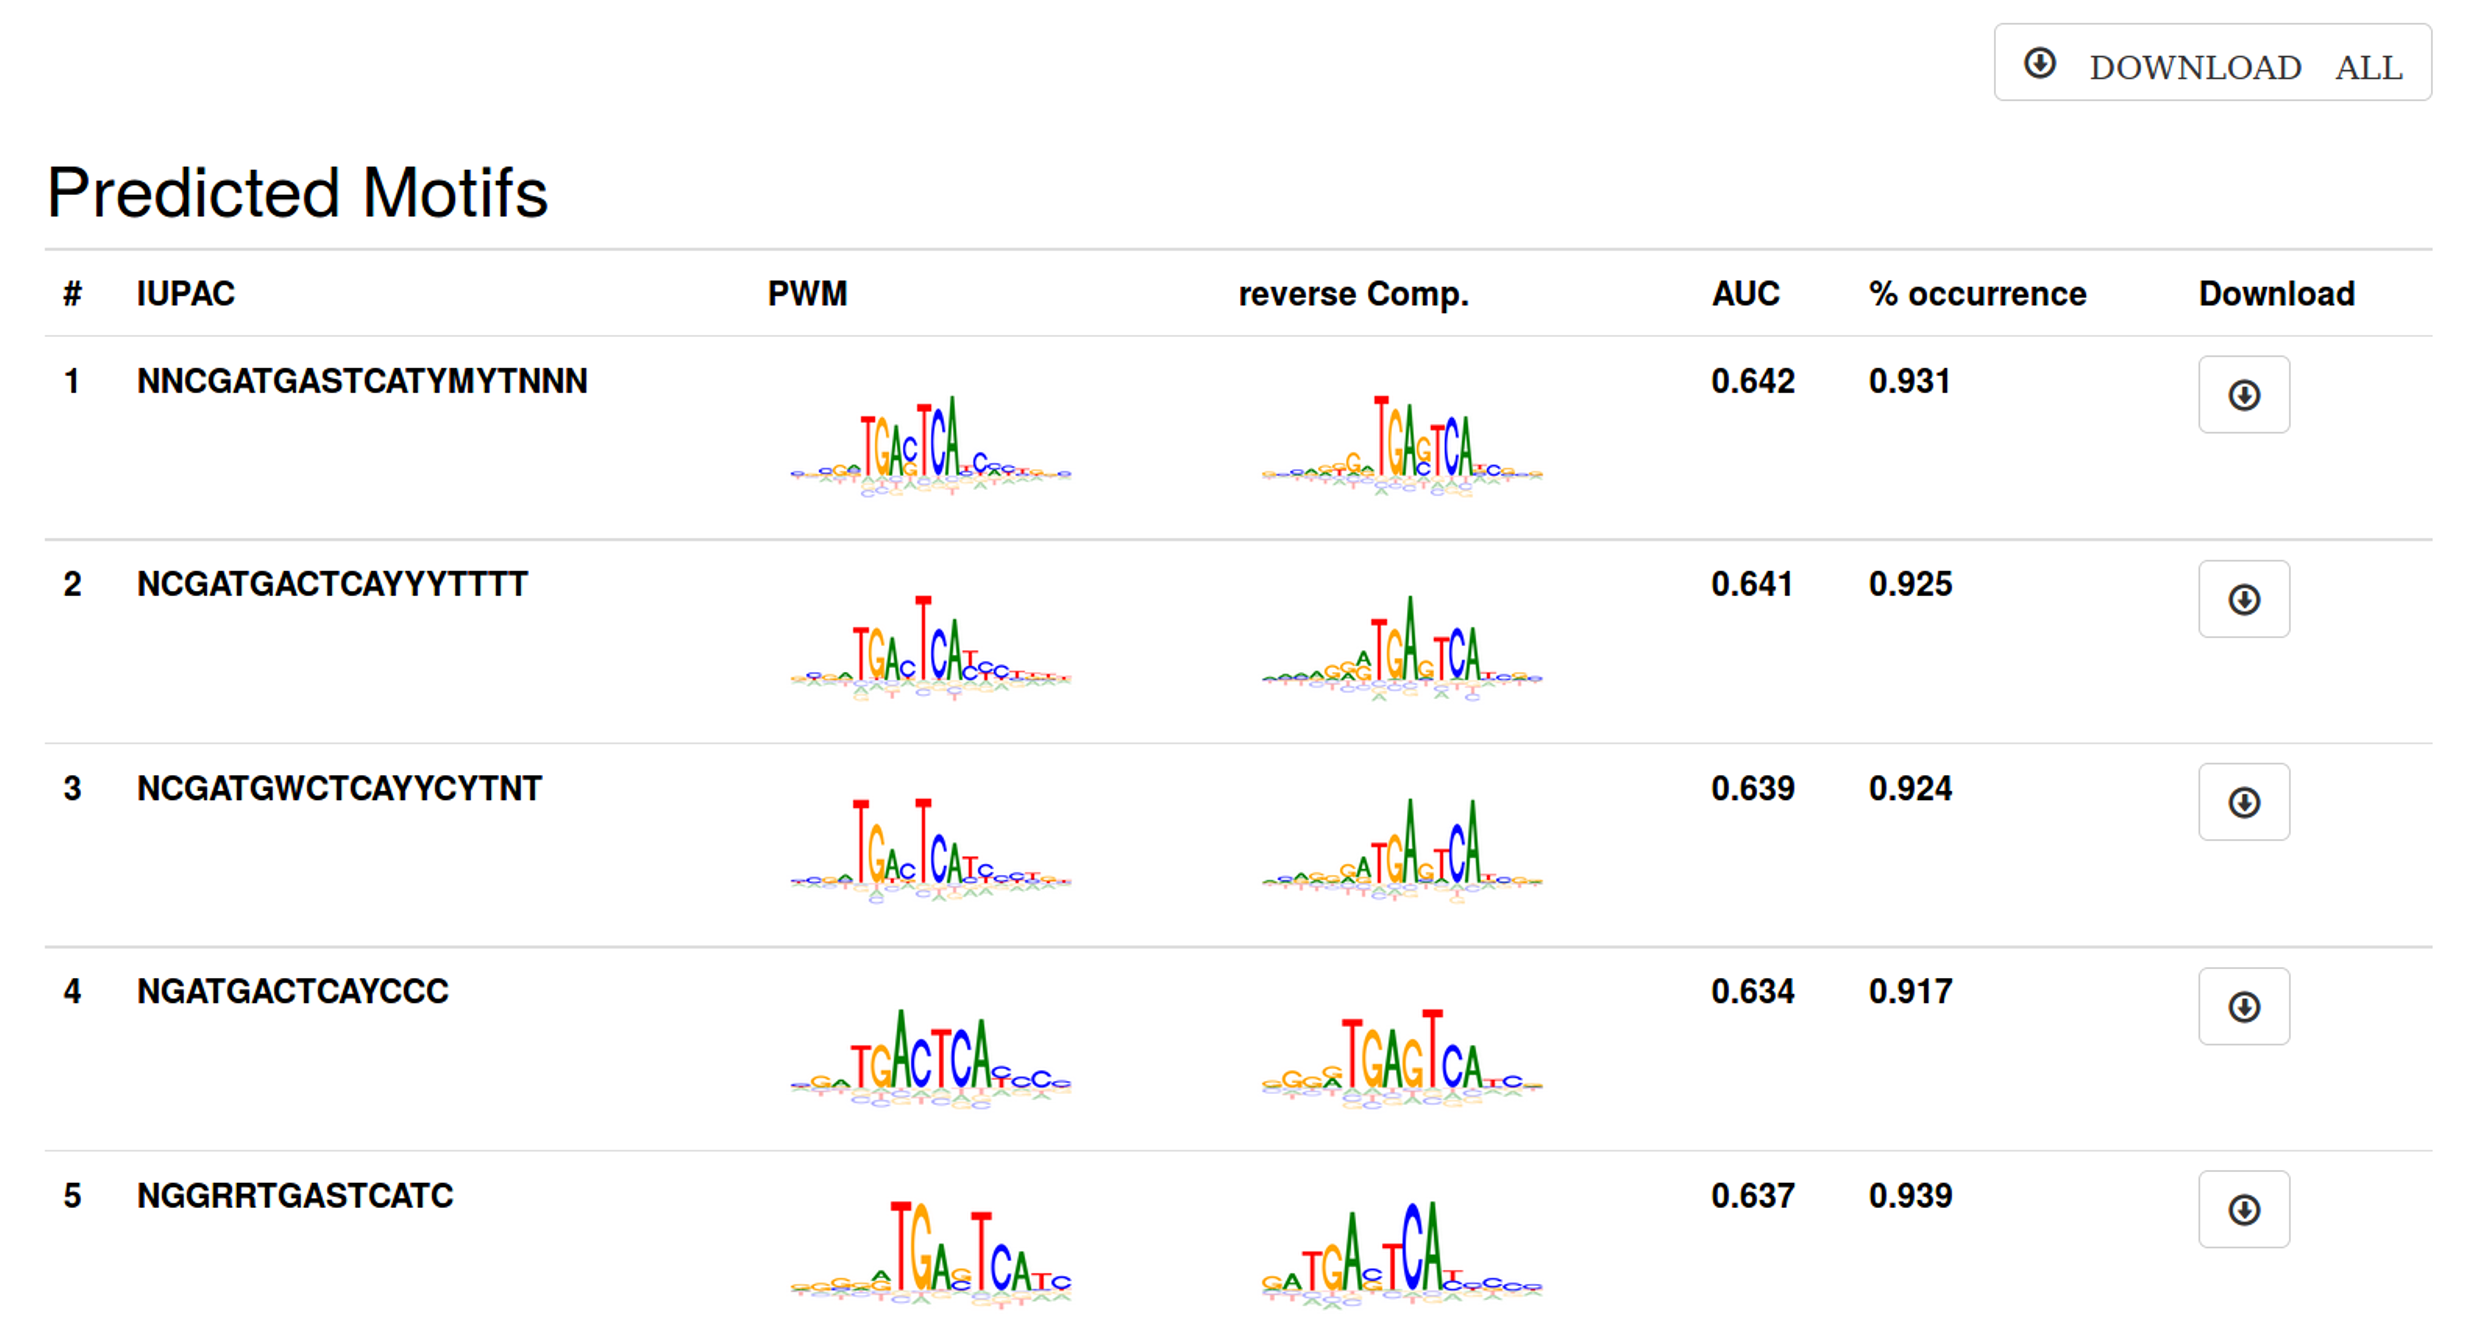 DOWNLOAD ALL
Predicted Motifs
# IUPAC PWM reverse Comp. AUC % occurrence Download
1 NNCGATGASTCATYMYTNNN 0.642 0.931
2 NCGATGACTCAYYYTTTT 0.641 0.925
3 NCGATGWCTCAYYCYTNT 0.639 0.924
4 NGATGACTCAYCCC 0.634 0.917
5 NGGRRTGASTCATC 0.637 0.939